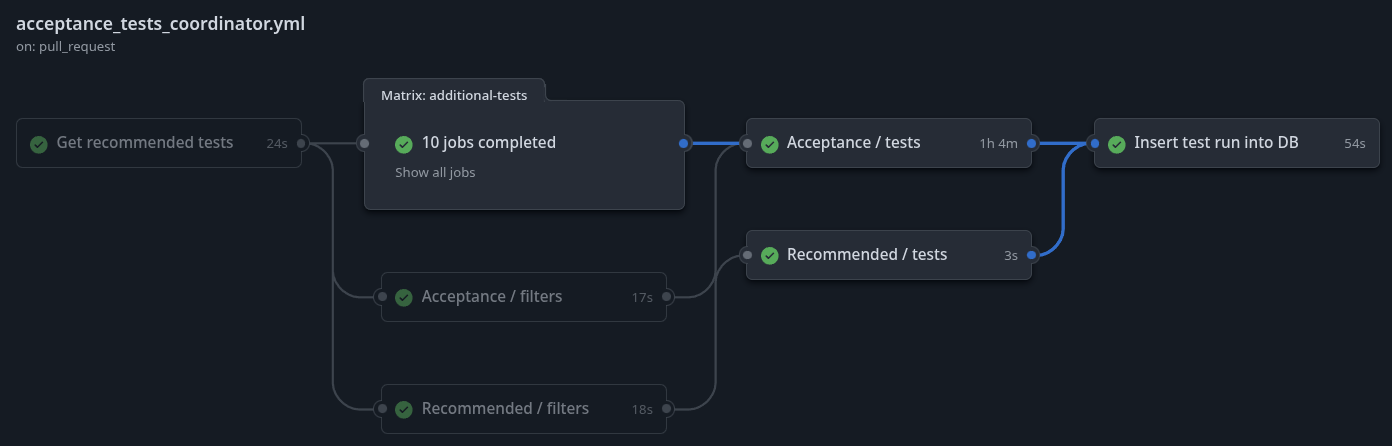 acceptance_tests_coordinator.yml
on: pull_request
Matrix: additional-tests
Get recommended tests 24s
10 jobs completed
Show all jobs
Acceptance / tests 1h 4m
Insert test run into DB 54s
Recommended / tests 3s
Acceptance / filters 17s
Recommended / filters 18s